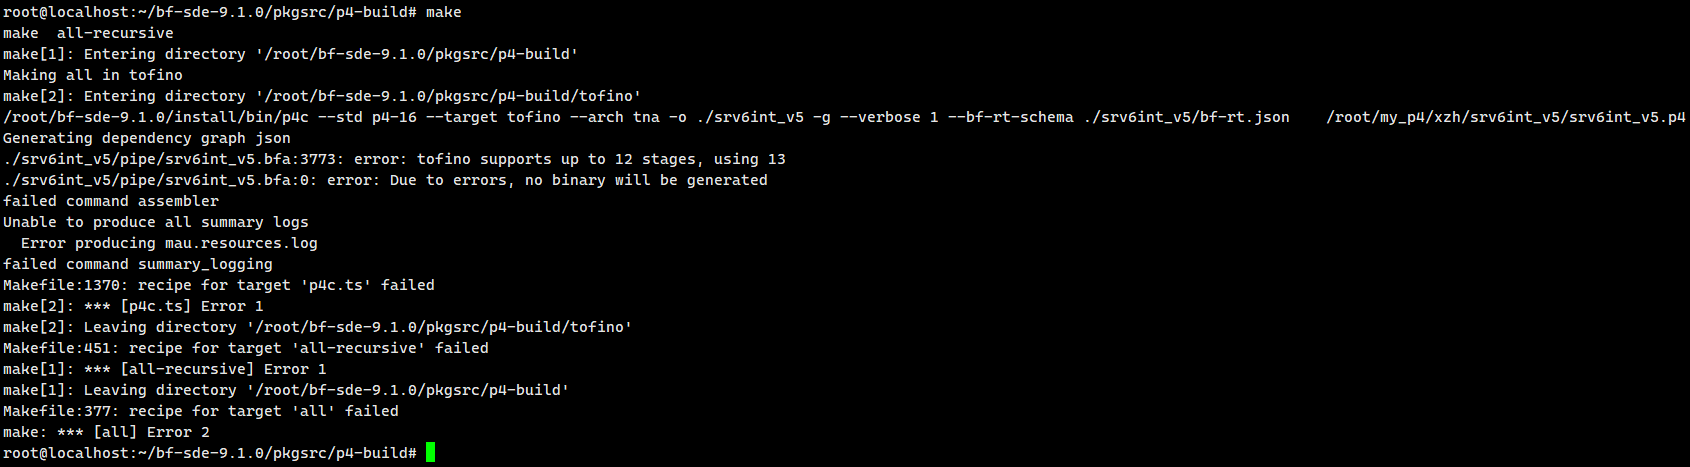 root@localhost:~/bf-sde-9.1.0/pkgsrc/p4-build# make
make  all-recursive
make[1]: Entering directory '/root/bf-sde-9.1.0/pkgsrc/p4-build'
Making all in tofino
make[2]: Entering directory '/root/bf-sde-9.1.0/pkgsrc/p4-build/tofino'
/root/bf-sde-9.1.0/install/bin/p4c --std p4-16 --target tofino --arch tna -o ./srv6int_v5 -g --verbose 1 --bf-rt-schema ./srv6int_v5/bf-rt.json    /root/my_p4/xzh/srv6int_v5/srv6int_v5.p4
Generating dependency graph json
./srv6int_v5/pipe/srv6int_v5.bfa:3773: error: tofino supports up to 12 stages, using 13
./srv6int_v5/pipe/srv6int_v5.bfa:0: error: Due to errors, no binary will be generated
failed command assembler
Unable to produce all summary logs
  Error producing mau.resources.log
failed command summary_logging
Makefile:1370: recipe for target 'p4c.ts' failed
make[2]: *** [p4c.ts] Error 1
make[2]: Leaving directory '/root/bf-sde-9.1.0/pkgsrc/p4-build/tofino'
Makefile:451: recipe for target 'all-recursive' failed
make[1]: *** [all-recursive] Error 1
make[1]: Leaving directory '/root/bf-sde-9.1.0/pkgsrc/p4-build'
Makefile:377: recipe for target 'all' failed
make: *** [all] Error 2
root@localhost:~/bf-sde-9.1.0/pkgsrc/p4-build#